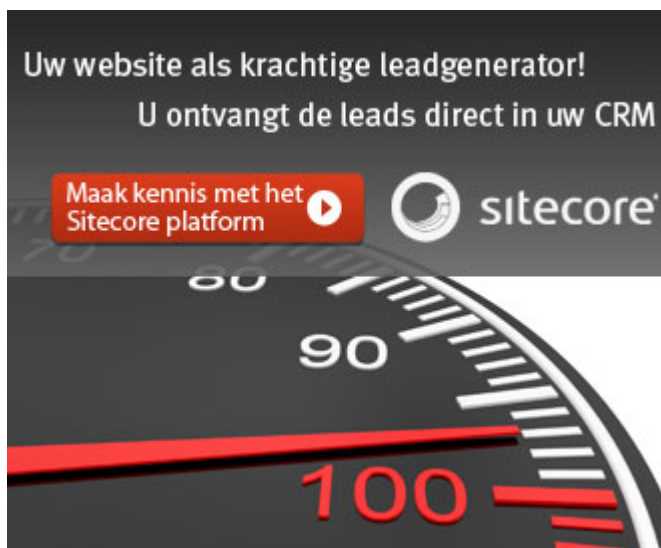 Uw website als krachtige leadgenerator!
U ontvangt de leads direct in uw CRM
Maak kennis met het
Sitecore platform
sitecore
70
80
90
100